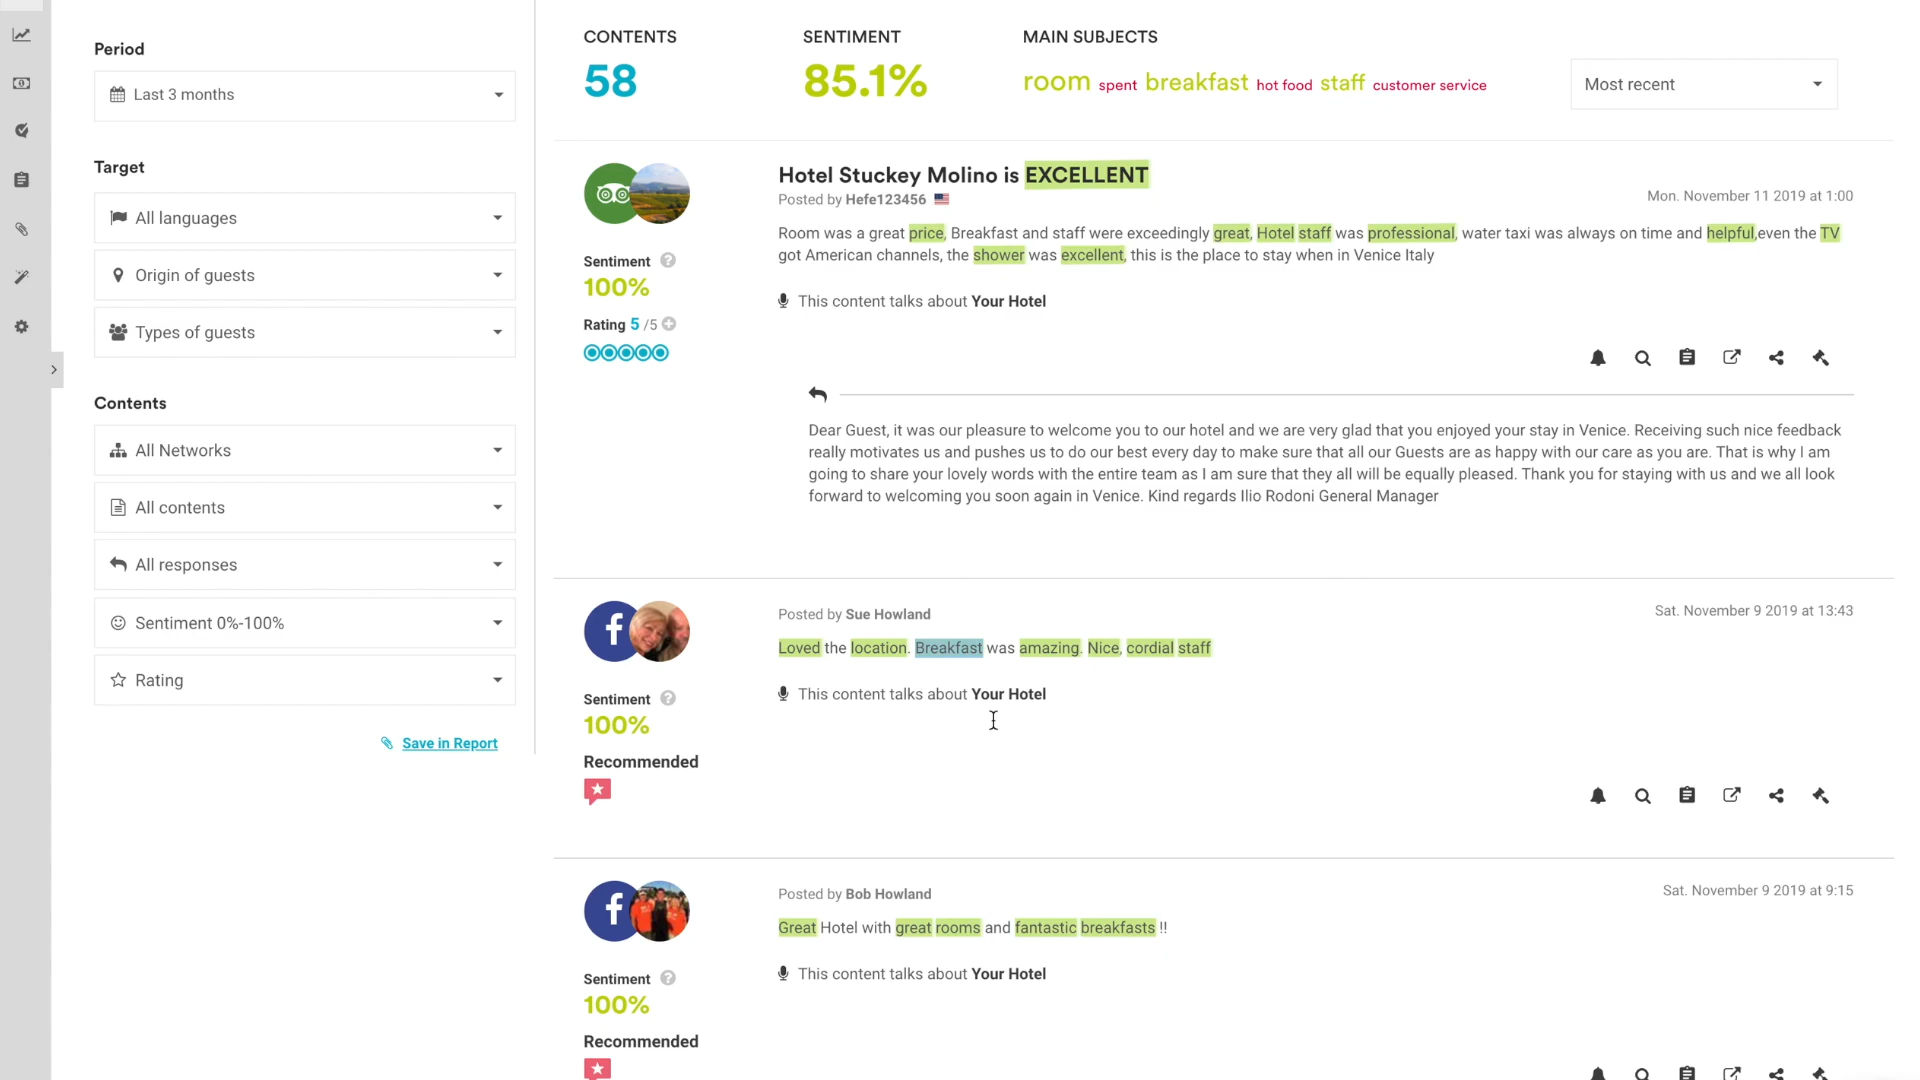 Period
Last 3 months
Target
All languages
Origin of guests
Types of guests
Contents
All Networks
All contents
All responses
Sentiment 0%-100%
Rating
Save in Report
CONTENTS
58
SENTIMENT
85.1%
MAIN SUBJECTS
room spent breakfast hot food staff customer service
Most recent
Hotel Stuckey Molino is EXCELLENT
Posted by Hefe123456
Mon. November 11 2019 at 1:00
Room was a great price, Breakfast and staff were exceedingly great, Hotel staff was professional, water taxi was always on time and helpful,even the TV
got American channels, the shower was excellent, this is the place to stay when in Venice Italy
This content talks about Your Hotel
Sentiment ?
100%
Rating 5 /5
Dear Guest, it was our pleasure to welcome you to our hotel and we are very glad that you enjoyed your stay in Venice. Receiving such nice feedback
really motivates us and pushes us to do our best every day to make sure that all our Guests are as happy with our care as you are. That is why I am
going to share your lovely words with the entire team as I am sure that they all will be equally pleased. Thank you for staying with us and we all look
forward to welcoming you soon again in Venice. Kind regards Ilio Rodoni General Manager
Posted by Sue Howland
Sat. November 9 2019 at 13:43
Loved the location. Breakfast was amazing. Nice, cordial staff
This content talks about Your Hotel
Sentiment ?
100%
Recommended
Posted by Bob Howland
Sat. November 9 2019 at 9:15
Great Hotel with great rooms and fantastic breakfasts !!
This content talks about Your Hotel
Sentiment ?
100%
Recommended